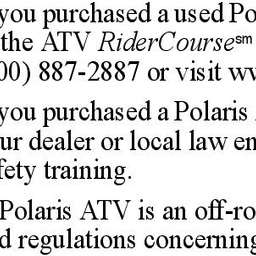 you purchased a used Po
the ATV RiderCourse℠
00) 887-2887 or visit ww
you purchased a Polaris
ur dealer or local law en
fety training.
Polaris ATV is an off-ro
d regulations concerning